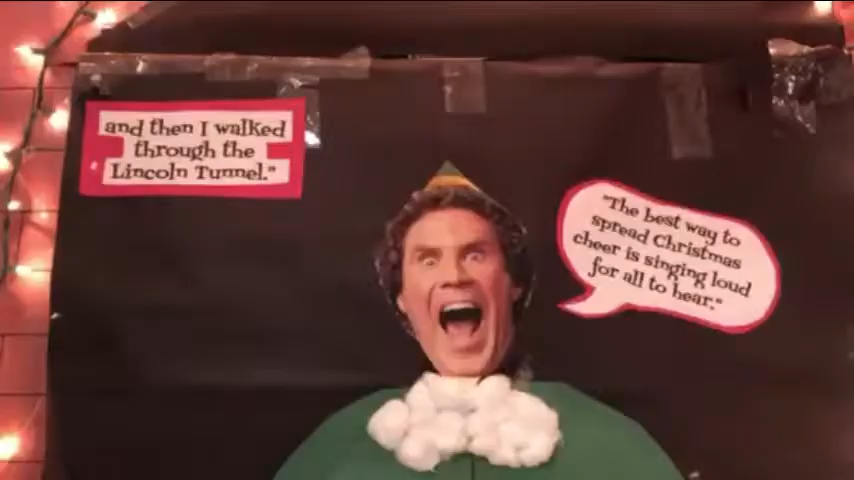 and then I walked
through the
Lincoln Tunnel."
"The best way to
spread Christmas
cheer is singing loud
for all to hear."